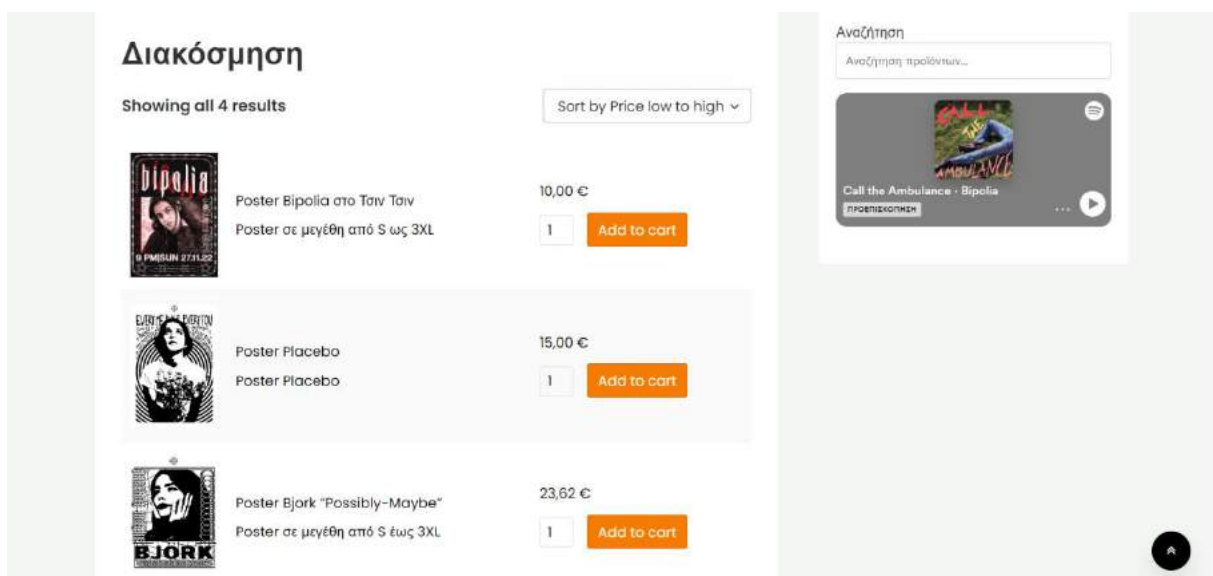 Διακόσμηση
Showing all 4 results
Sort by Price low to high
bipolia
9 PM|SUN 27.11.22
Poster Bipolia στο Τσιν Τσιν
Poster σε μεγέθη από S ως 3XL
10,00 €
1
Add to cart
Poster Placebo
Poster Placebo
15,00 €
1
Add to cart
BJORK
Poster Bjork "Possibly-Maybe"
Poster σε μεγέθη από S έως 3XL
23,62 €
1
Add to cart
Αναζήτηση
Αναζήτηση προϊόντων…
CALL
THE
AMBULANCE
Call the Ambulance · Bipolia
ΠΡΟΕΠΙΣΚΟΠΗΣΗ